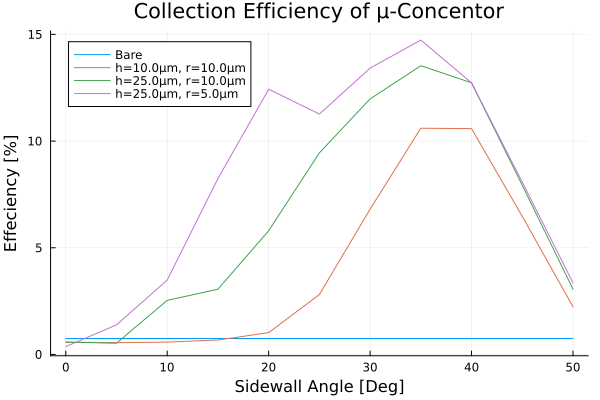 Collection Efficiency of μ-Concentor
Bare
h=10.0μm, r=10.0μm
h=25.0μm, r=10.0μm
h=25.0μm, r=5.0μm
Effeciency [%]
15
10
5
0
0 10 20 30 40 50
Sidewall Angle [Deg]